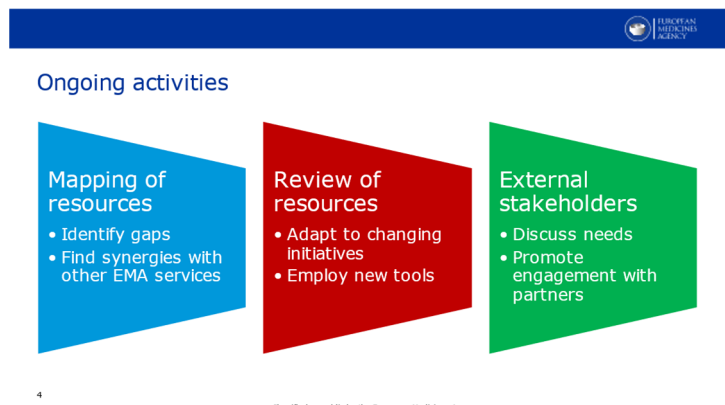 EUROPEAN
MEDICINES
AGENCY
Ongoing activities
Mapping of
resources
• Identify gaps
• Find synergies with
other EMA services
Review of
resources
• Adapt to changing
initiatives
• Employ new tools
External
stakeholders
• Discuss needs
• Promote
engagement with
partners
4